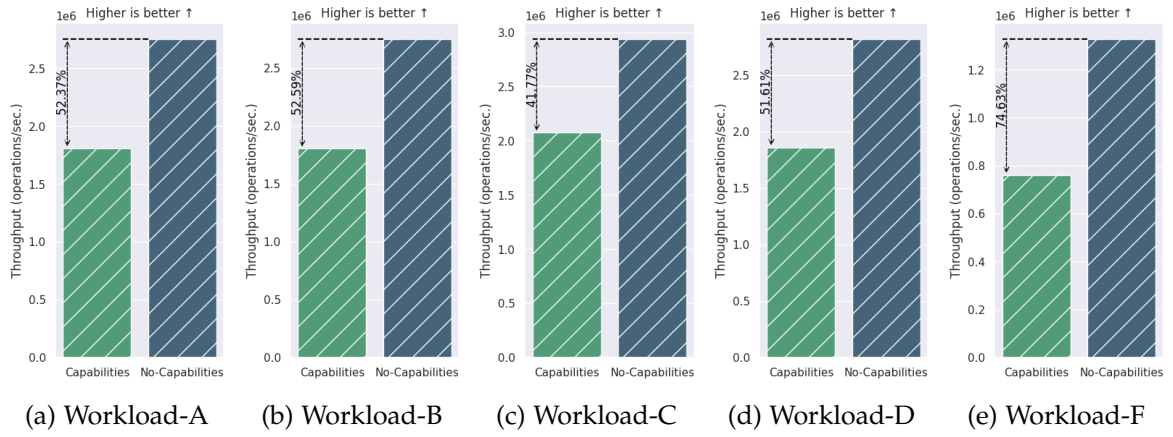 1e6 Higher is better ↑
Throughput (operations/sec.)
2.5
2.0
1.5
1.0
0.5
0.0
52.37%
Capabilities No-Capabilities
(a) Workload-A
1e6 Higher is better ↑
Throughput (operations/sec.)
2.5
2.0
1.5
1.0
0.5
0.0
52.59%
Capabilities No-Capabilities
(b) Workload-B
1e6 Higher is better ↑
Throughput (operations/sec.)
3.0
2.5
2.0
1.5
1.0
0.5
0.0
41.77%
Capabilities No-Capabilities
(c) Workload-C
1e6 Higher is better ↑
Throughput (operations/sec.)
2.5
2.0
1.5
1.0
0.5
0.0
51.61%
Capabilities No-Capabilities
(d) Workload-D
1e6 Higher is better ↑
Throughput (operations/sec.)
1.2
1.0
0.8
0.6
0.4
0.2
0.0
74.63%
Capabilities No-Capabilities
(e) Workload-F